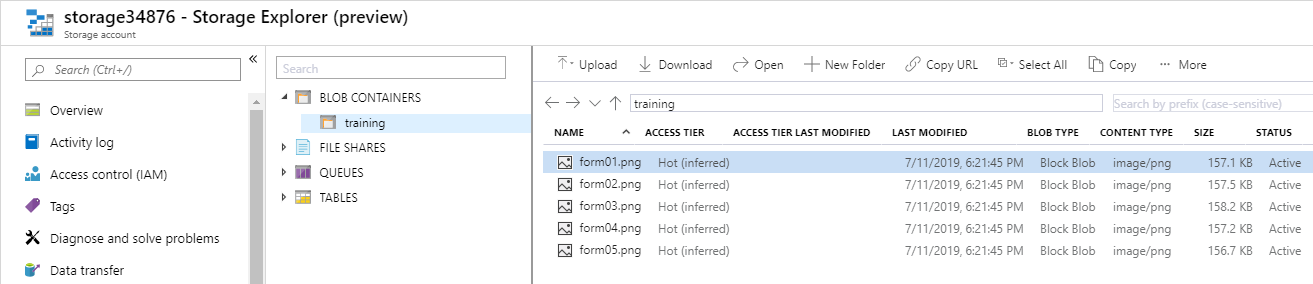 storage34876 - Storage Explorer (preview)
Storage account
Search (Ctrl+/)
«
Overview
Activity log
Access control (IAM)
Tags
Diagnose and solve problems
Data transfer
Search
BLOB CONTAINERS
training
FILE SHARES
QUEUES
TABLES
Upload Download Open New Folder Copy URL Select All Copy ··· More
training Search by prefix (case-sensitive)
NAME ACCESS TIER ACCESS TIER LAST MODIFIED LAST MODIFIED BLOB TYPE CONTENT TYPE SIZE STATUS
form01.png Hot (inferred) 7/11/2019, 6:21:45 PM Block Blob image/png 157.1 KB Active
form02.png Hot (inferred) 7/11/2019, 6:21:45 PM Block Blob image/png 157.5 KB Active
form03.png Hot (inferred) 7/11/2019, 6:21:45 PM Block Blob image/png 158.2 KB Active
form04.png Hot (inferred) 7/11/2019, 6:21:45 PM Block Blob image/png 157.2 KB Active
form05.png Hot (inferred) 7/11/2019, 6:21:45 PM Block Blob image/png 156.7 KB Active